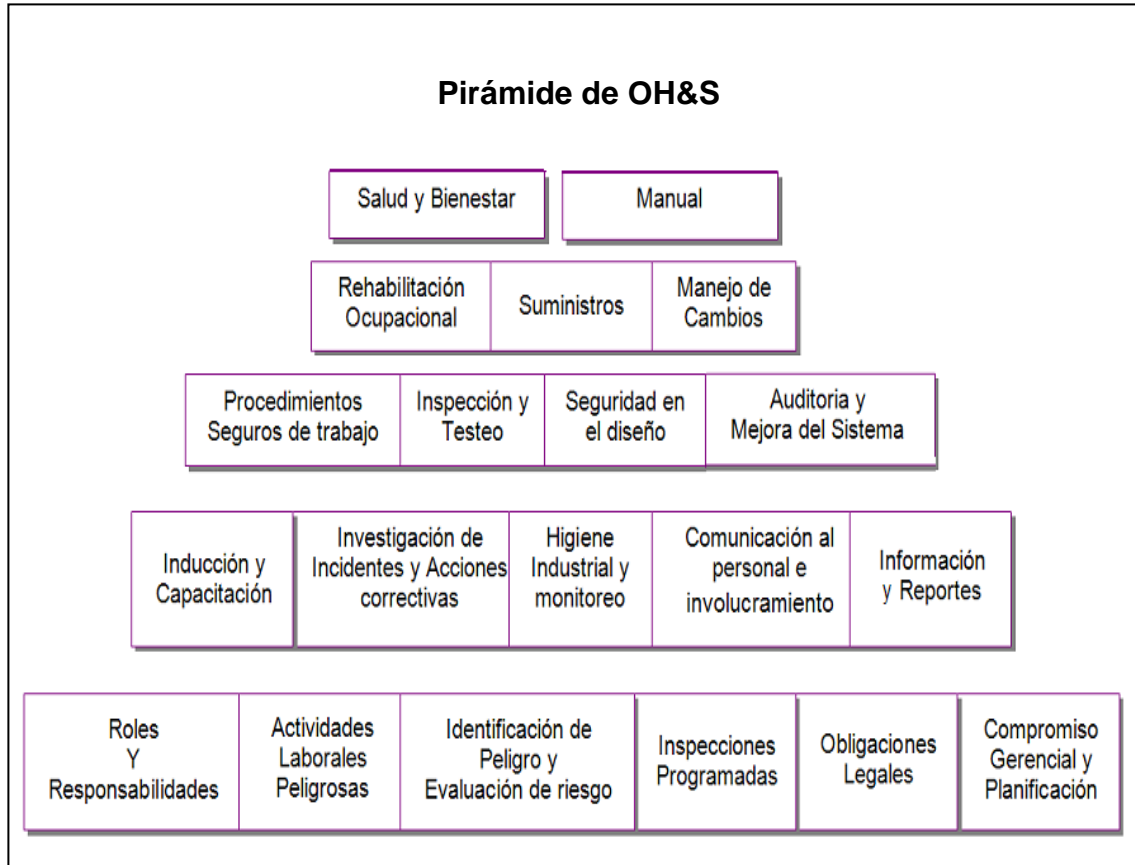 Pirámide de OH&S
Salud y Bienestar
Manual
Rehabilitación
Ocupacional
Suministros
Manejo de
Cambios
Procedimientos
Seguros de trabajo
Inspección y
Testeo
Seguridad en
el diseño
Auditoria y
Mejora del Sistema
Inducción y
Capacitación
Investigación de
Incidentes y Acciones
correctivas
Higiene
Industrial y
monitoreo
Comunicación al
personal e
involucramiento
Información
y Reportes
Roles
Y
Responsabilidades
Actividades
Laborales
Peligrosas
Identificación de
Peligro y
Evaluación de riesgo
Inspecciones
Programadas
Obligaciones
Legales
Compromiso
Gerencial y
Planificación